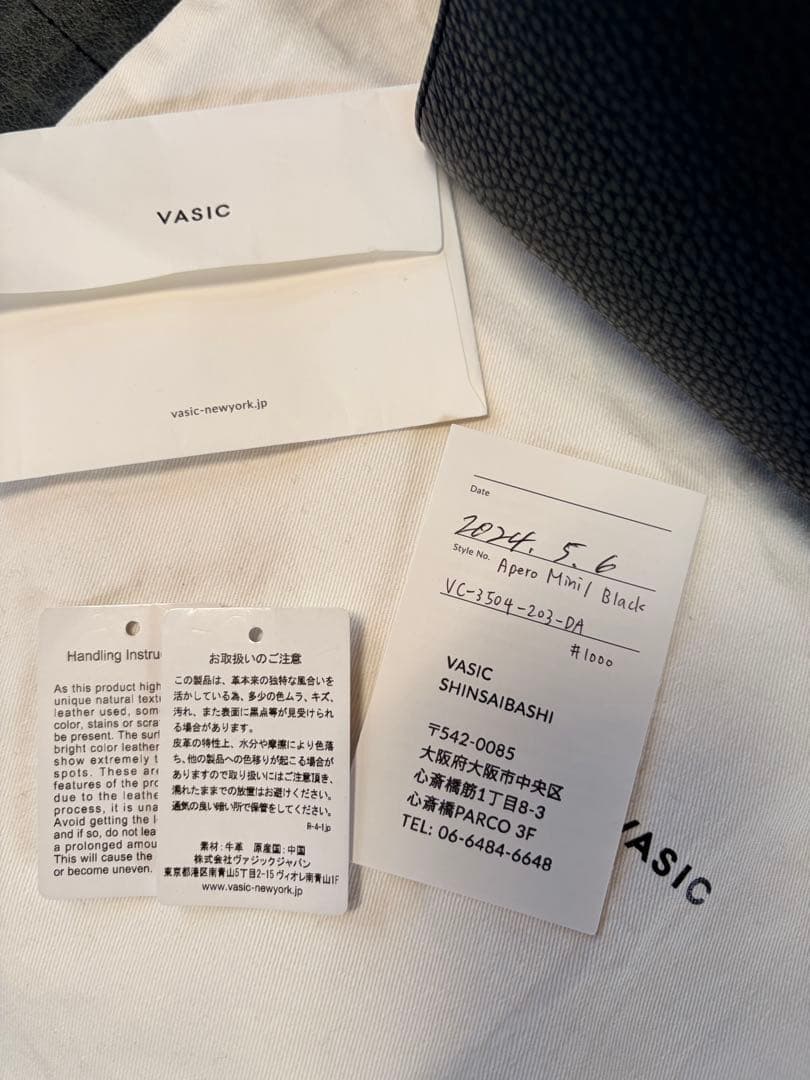 VASIC
vasic-newyork.jp
Date
2024. 5. 6
Style No.
Apero Mini/ Black
VC-3504-203-DA
#1000
VASIC
SHINSAIBASHI
〒542-0085
大阪府大阪市中央区
心斎橋筋1丁目8-3
心斎橋PARCO 3F
TEL: 06-6484-6648
VASIC
Handling Instruc
As this product high
unique natural text
leather used, som
color, stains or scra
be present. The surf
bright color leather
show extremely t
spots. These are
features of the pro
due to the leathe
process, it is una
Avoid getting the l
and if so, do not lea
a prolonged amou
This will cause the
or become uneven.
お取扱いのご注意
この製品は、革本来の独特な風合いを
活かしている為、多少の色ムラ、キズ、
汚れ、また表面に黒点等が見受けられ
る場合があります。
皮革の特性上、水分や摩擦により色落
ち、他の製品への色移りが起こる場合が
ありますので取り扱いにはご注意頂き、
濡れたままでの放置はお避けください。
通気の良い暗い所で保管をしてください。
R-4-1jp
素材:牛革 原産国:中国
株式会社ヴァジックジャパン
東京都港区南青山5丁目2-15 ヴィオレ南青山1F
www.vasic-newyork.jp